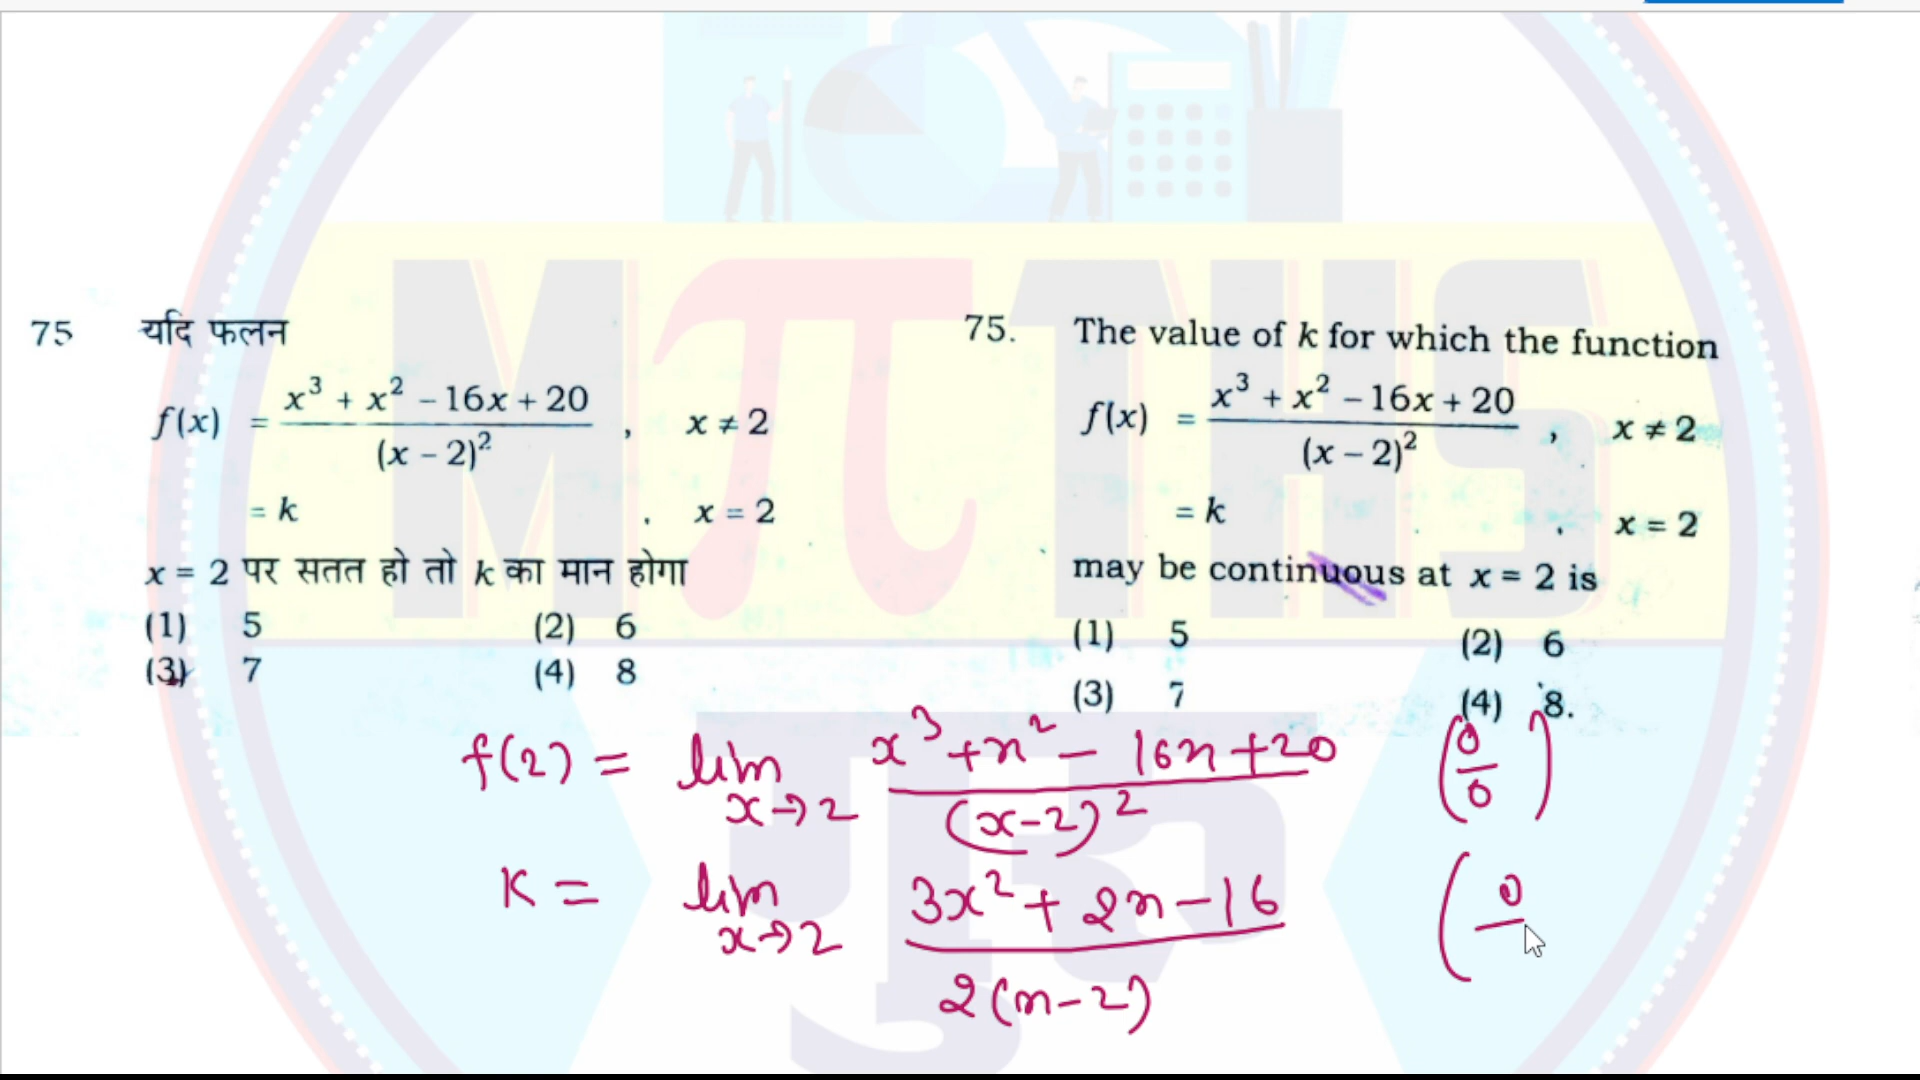 75 यदि फलन
f(x) = x³ + x² – 16x + 20 / (x – 2)² , x ≠ 2
= k , x = 2
x = 2 पर सतत हो तो k का मान होगा
(1) 5 (2) 6
(3) 7 (4) 8
75. The value of k for which the function
f(x) = x³ + x² – 16x + 20 / (x – 2)² , x ≠ 2
= k , x = 2
may be continuous at x = 2 is
(1) 5 (2) 6
(3) 7 (4) 8.
f(2) = lim x→2 x³+x²– 16x+20 / (x-2)² (0/0)
K = lim x→2 3x²+ 2x–16 / 2(x–2) (0/
MπTHS
गुरु